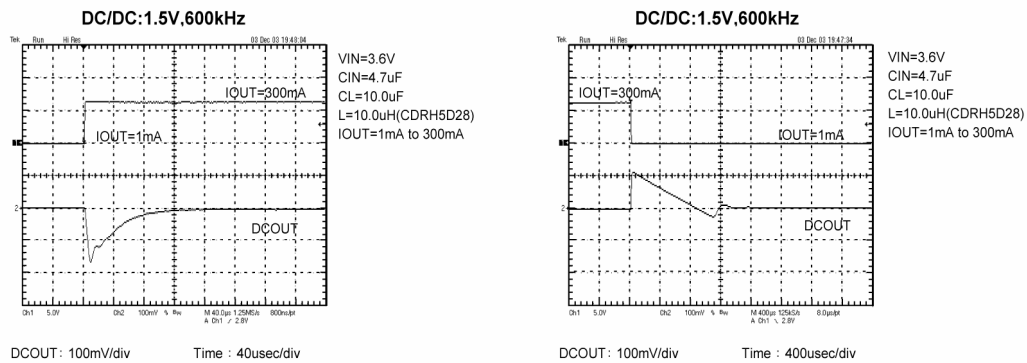 DC/DC:1.5V,600kHz
Tek Run Hi Res 03 Dec 03 19:48:04
VIN=3.6V
CIN=4.7uF
CL=10.0uF
L=10.0uH(CDRH5D28)
IOUT=1mA to 300mA
IOUT=300mA
IOUT=1mA
2
DCOUT
Ch1 5.0V Ch2 100mV % Bw M 40.0µs 1.25MS/s 800ns/pt
A Ch1 2.8V
DCOUT : 100mV/div Time : 40usec/div
DC/DC:1.5V,600kHz
Tek Run Hi Res 03 Dec 03 19:47:34
VIN=3.6V
CIN=4.7uF
CL=10.0uF
L=10.0uH(CDRH5D28)
IOUT=1mA to 300mA
IOUT=300mA
IOUT=1mA
2
DCOUT
Ch1 5.0V Ch2 100mV % Bw M 400µs 125kS/s 8.0µs/pt
A Ch1 \ 2.8V
DCOUT : 100mV/div Time : 400usec/div